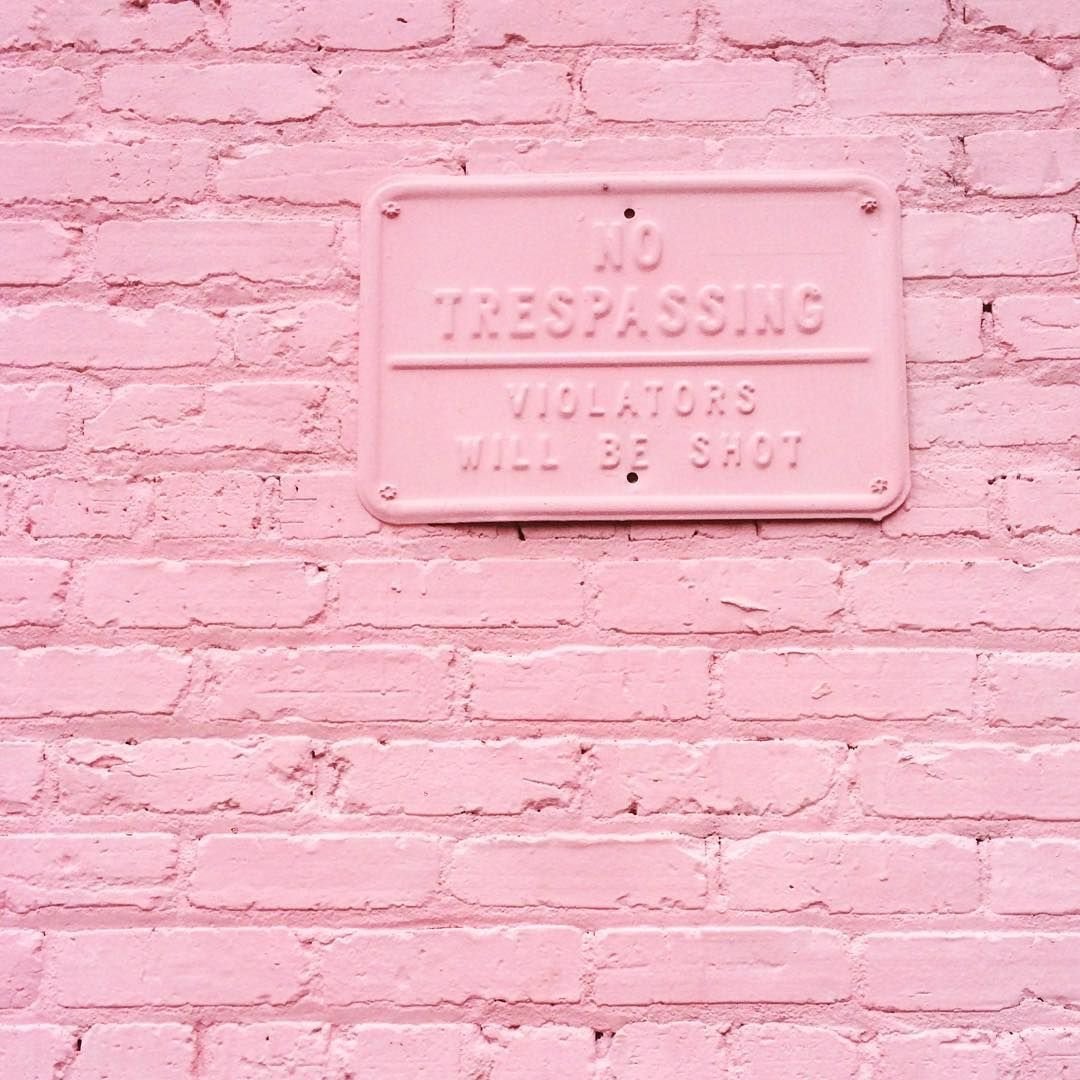 NO
TRESPASSING
VIOLATORS
WILL BE SHOT